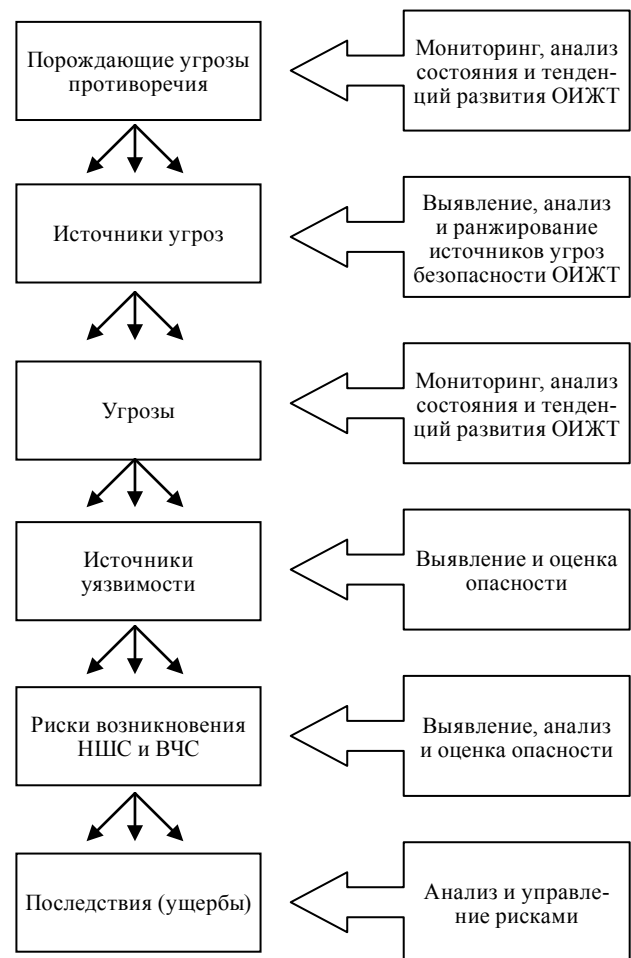 Порождающие угрозы
противоречия
Мониторинг, анализ
состояния и тенден-
ций развития ОИЖТ
Источники угроз
Выявление, анализ
и ранжирование
источников угроз
безопасности ОИЖТ
Угрозы
Мониторинг, анализ
состояния и тенден-
ций развития ОИЖТ
Источники
уязвимости
Выявление и оценка
опасности
Риски возникновения
НШС и ВЧС
Выявление, анализ
и оценка опасности
Последствия (ущербы)
Анализ и управле-
ние рисками